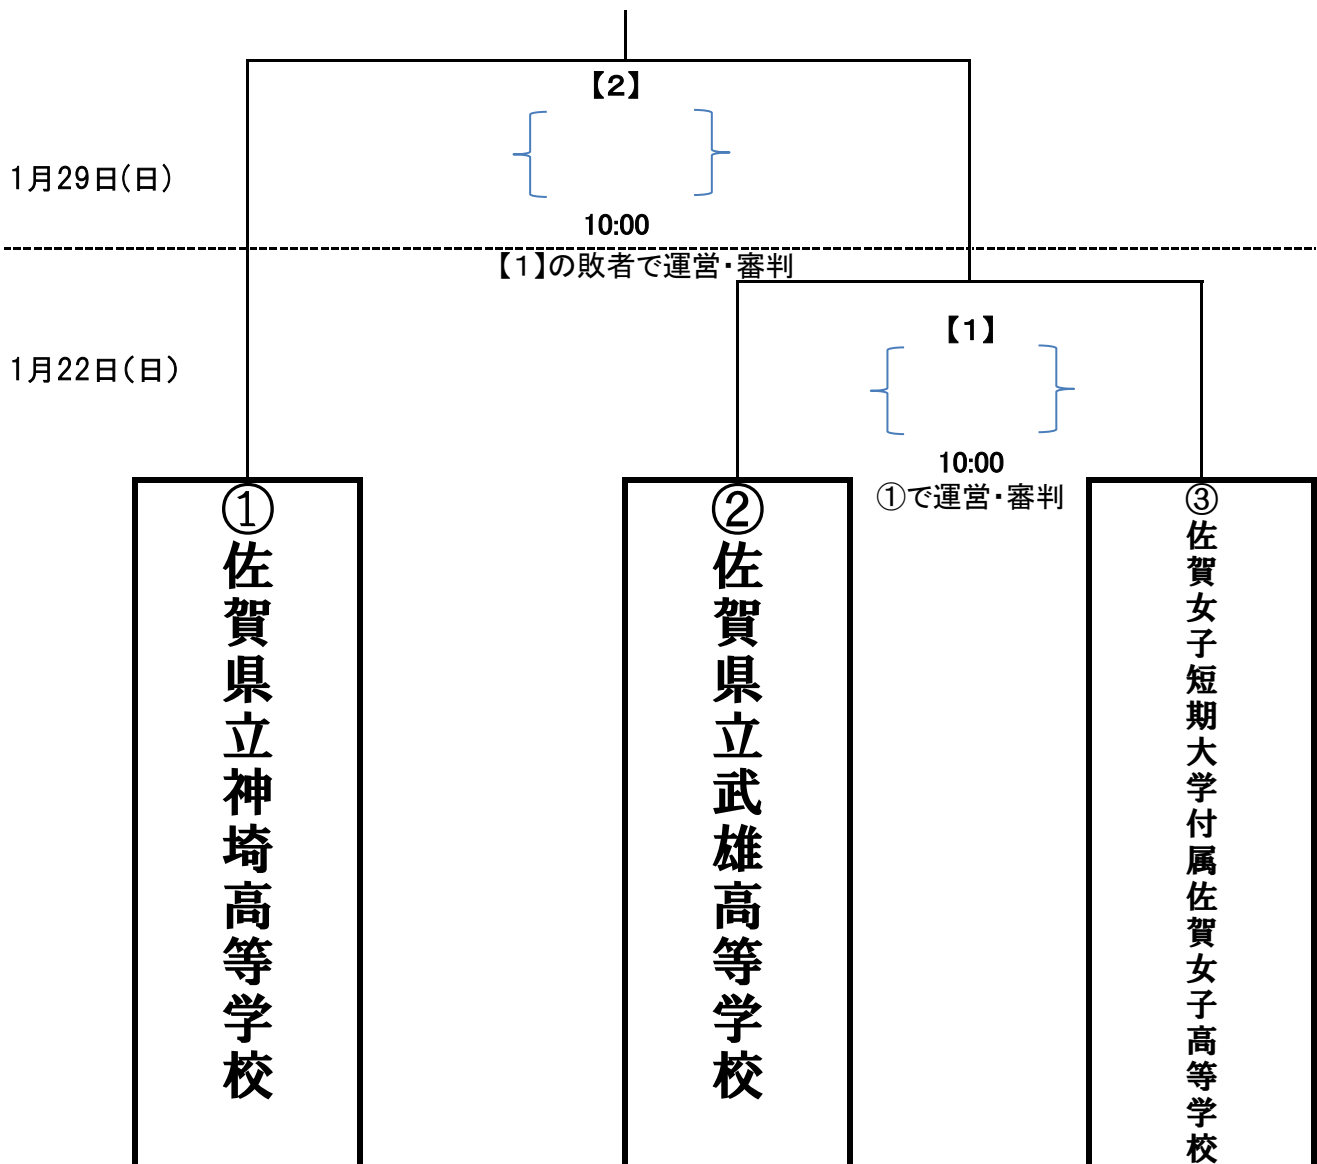 【2】
1月29日(日)
10:00
【1】の敗者で運営・審判
【1】
1月22日(日)
10:00
①で運営・審判
①佐賀県立神埼高等学校
②佐賀県立武雄高等学校
③佐賀女子短期大学付属佐賀女子高等学校